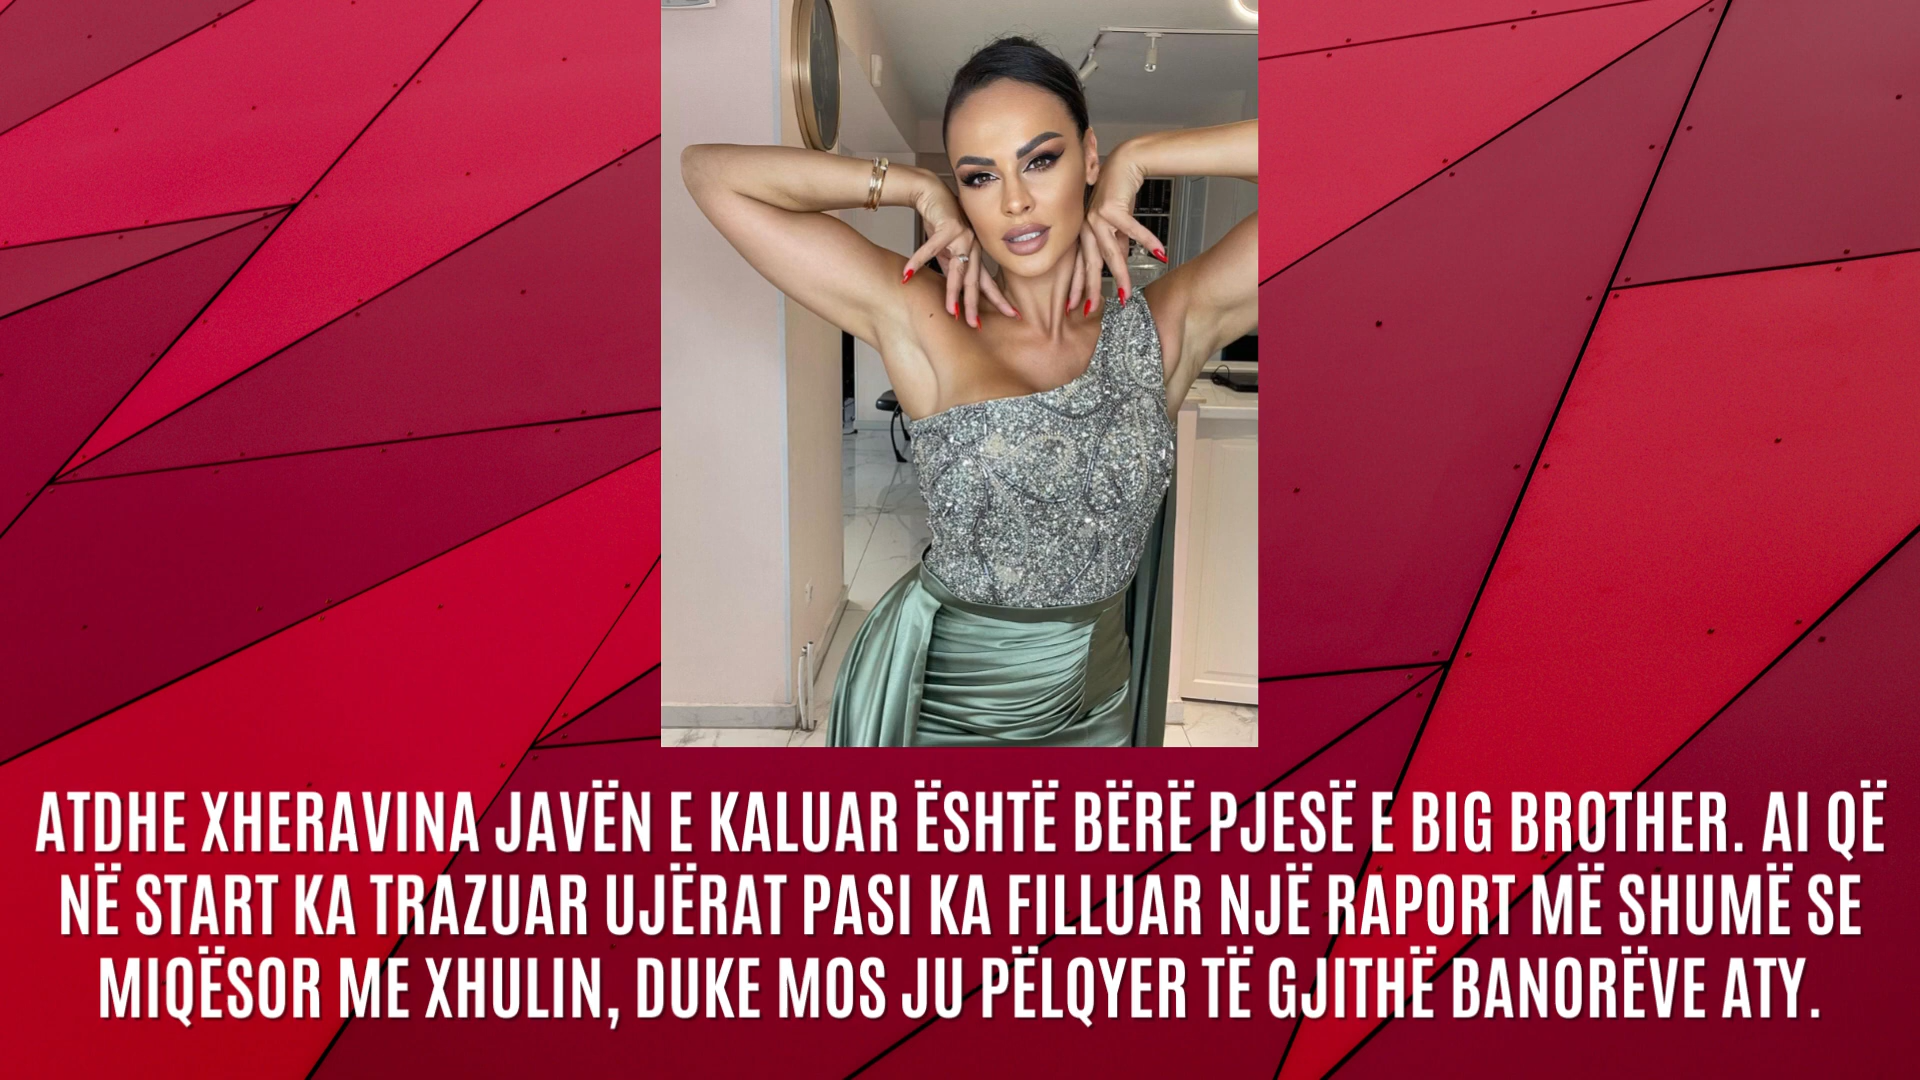 ATDHE XHERAVINA JAVËN E KALUAR ËSHTË BËRË PJESË E BIG BROTHER. AI QË
NË START KA TRAZUAR UJËRAT PASI KA FILLUAR NJË RAPORT MË SHUMË SE
MIQËSOR ME XHULIN, DUKE MOS JU PËLQYER TË GJITHË BANORËVE ATY.